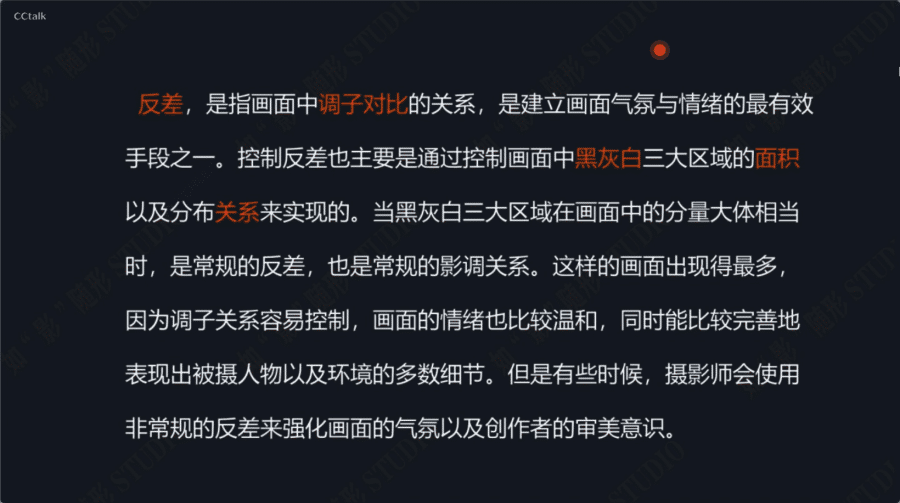 CCtalk
反差，是指画面中调子对比的关系，是建立画面气氛与情绪的最有效
手段之一。控制反差也主要是通过控制画面中黑灰白三大区域的面积
以及分布关系来实现的。当黑灰白三大区域在画面中的分量大体相当
时，是常规的反差，也是常规的影调关系。这样的画面出现得最多，
因为调子关系容易控制，画面的情绪也比较温和，同时能比较完善地
表现出被摄人物以及环境的多数细节。但是有些时候，摄影师会使用
非常规的反差来强化画面的气氛以及创作者的审美意识。